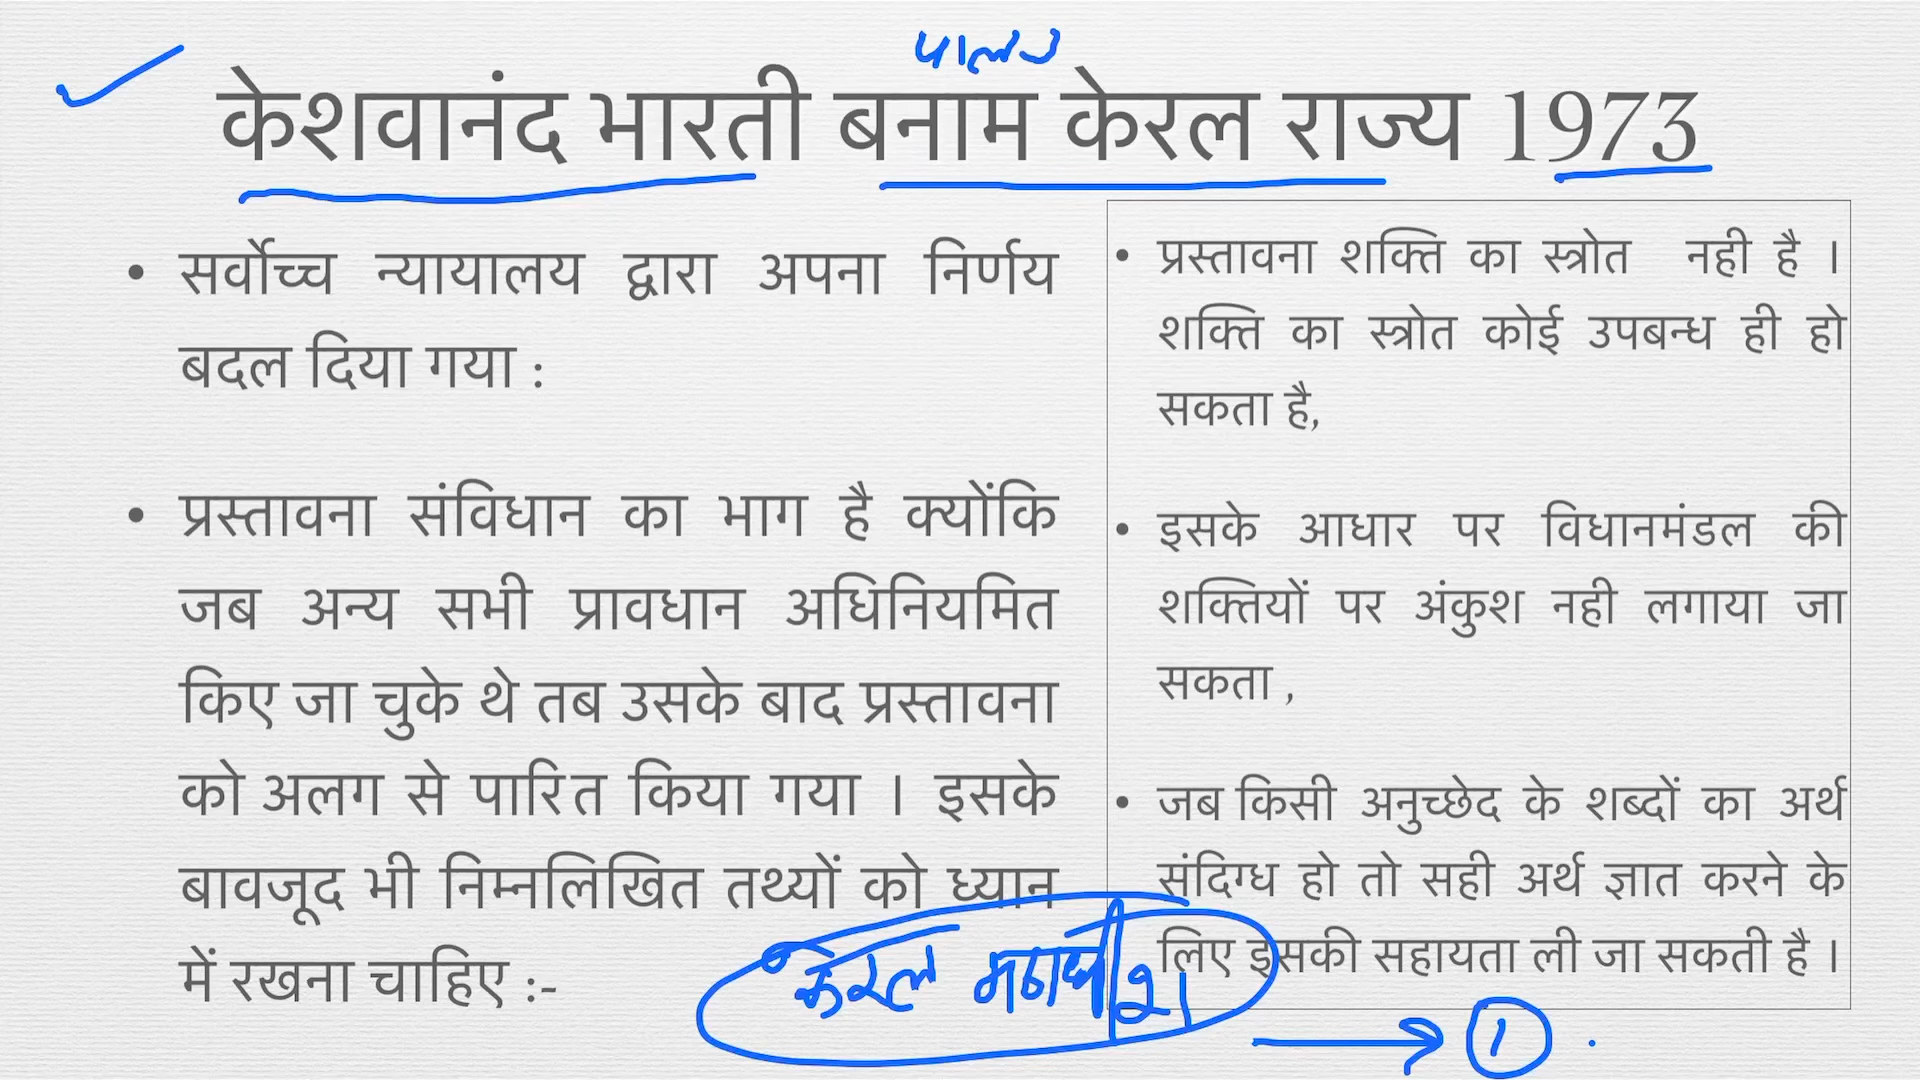 केशवानंद भारती बनाम केरल राज्य 1973
सर्वोच्च न्यायालय द्वारा अपना निर्णय
बदल दिया गया :
प्रस्तावना संविधान का भाग है क्योंकि
जब अन्य सभी प्रावधान अधिनियमित
किए जा चुके थे तब उसके बाद प्रस्तावना
को अलग से पारित किया गया । इसके
बावजूद भी निम्नलिखित तथ्यों को ध्यान
में रखना चाहिए :-
प्रस्तावना शक्ति का स्त्रोत नही है ।
शक्ति का स्त्रोत कोई उपबन्ध ही हो
सकता है,
इसके आधार पर विधानमंडल की
शक्तियों पर अंकुश नही लगाया जा
सकता ,
जब किसी अनुच्छेद के शब्दों का अर्थ
संदिग्ध हो तो सही अर्थ ज्ञात करने के
लिए इसकी सहायता ली जा सकती है ।
केरल
1